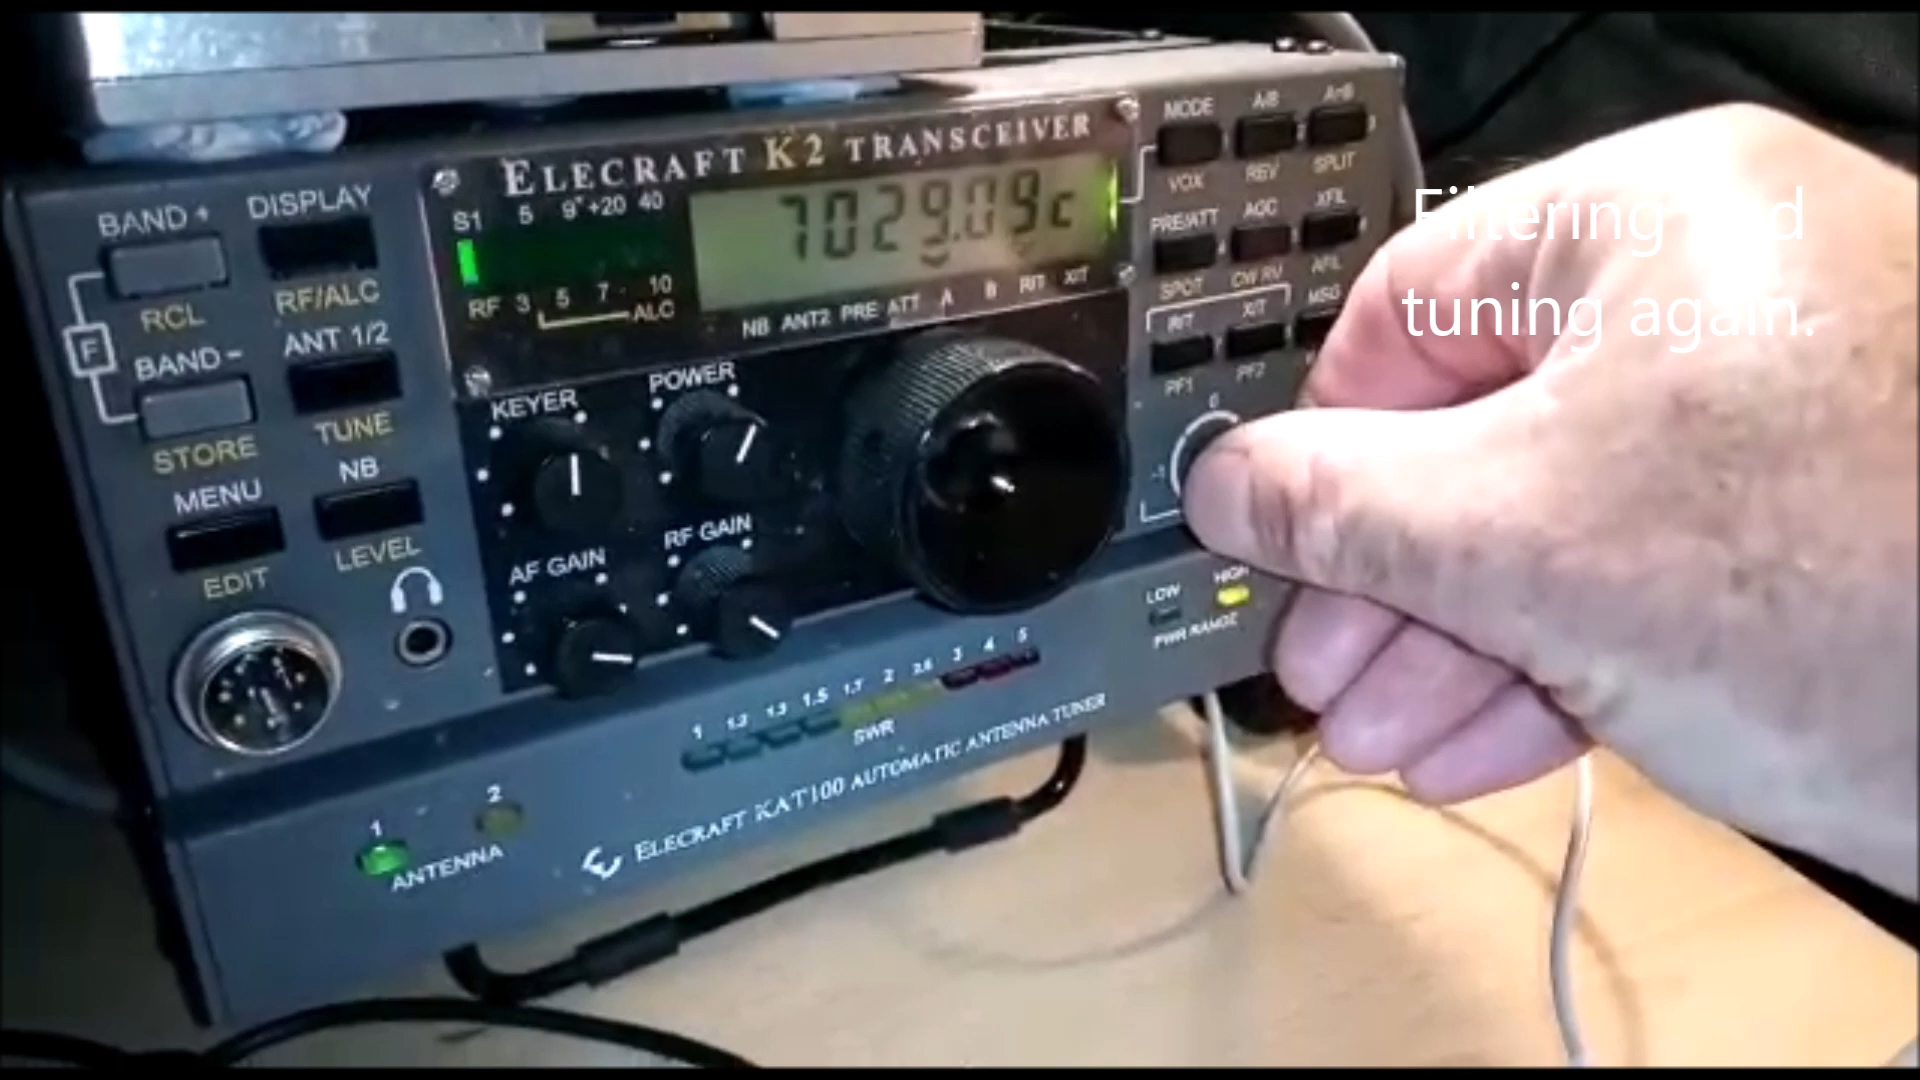 ELECRAFT K2 TRANSCEIVER
7029.09c
S1 5 9 +20 40
RF 3 5 7 10
ALC
NB ANT2 PRE ATT A B RIT XIT
BAND +
DISPLAY
RCL
RF/ALC
F
BAND -
ANT 1/2
STORE
TUNE
MENU
NB
EDIT
LEVEL
KEYER
POWER
AF GAIN
RF GAIN
MODE A/B A=B
VOX REV SPLIT
PRE/ATT AGC XFIL
SPOT CW RV AFIL
RIT XIT MSG
PF1 PF2
0
LOW HIGH
PWR RANGE
1 1.3 1.5 1.7 2 2.5 3 4 5
SWR
ELECRAFT KAT100 AUTOMATIC ANTENNA TUNER
1 2
ANTENNA
Filtering
tuning again.